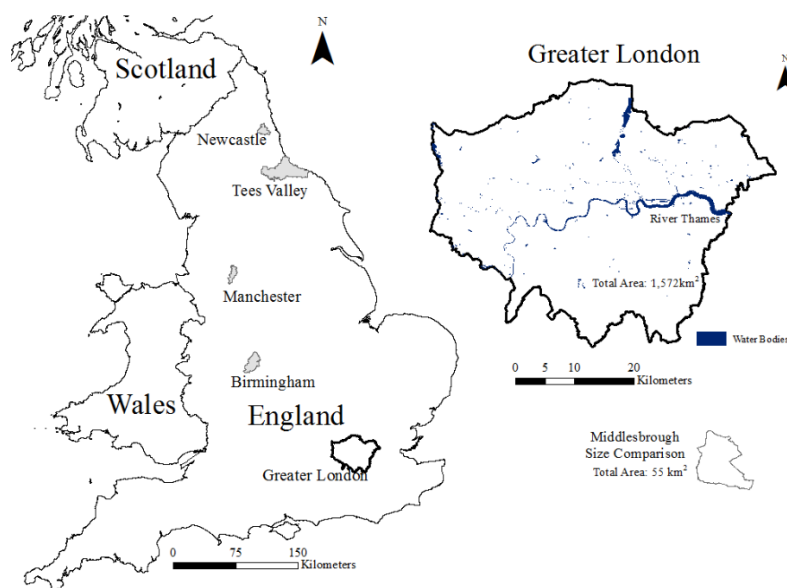 N
Scotland
Newcastle
Tees Valley
Manchester
Birmingham
Wales
England
Greater London
0 75 150
Kilometers
Greater London
N
River Thames
Total Area: 1,572km²
Water Bodies
0 5 10 20
Kilometers
Middlesbrough
Size Comparison
Total Area: 55 km²